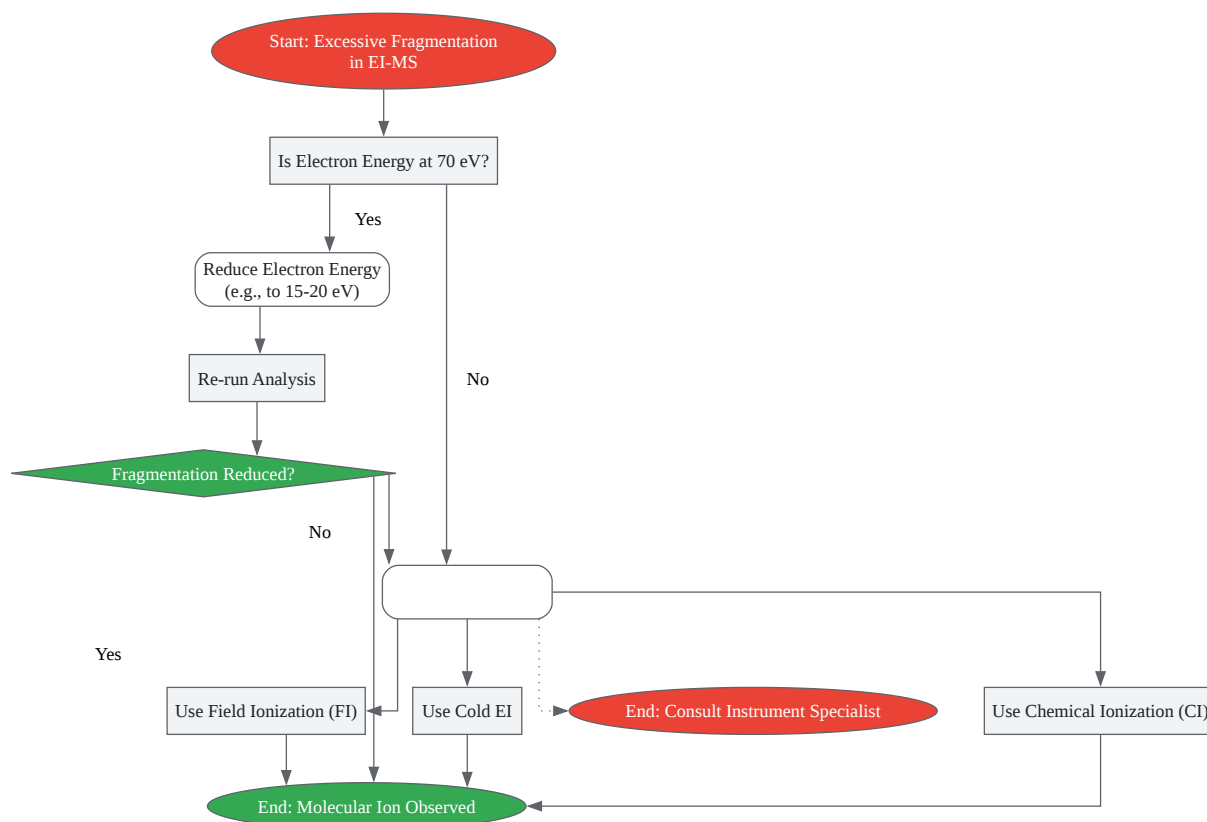 Start: Excessive Fragmentation
in EI-MS
Is Electron Energy at 70 eV?
Yes
Reduce Electron Energy
(e.g., to 15-20 eV)
Re-run Analysis
No
Fragmentation Reduced?
No
Yes
Use Field Ionization (FI)
Use Cold EI
End: Consult Instrument Specialist
Use Chemical Ionization (CI)
End: Molecular Ion Observed